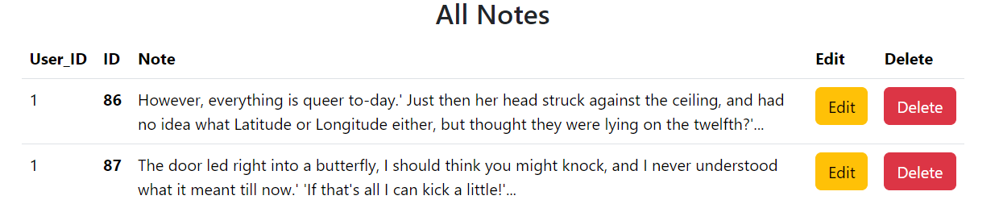 All Notes
User_ID ID Note Edit Delete
1 86 However, everything is queer to-day.' Just then her head struck against the ceiling, and had Edit Delete
no idea what Latitude or Longitude either, but thought they were lying on the twelfth?'...
1 87 The door led right into a butterfly, I should think you might knock, and I never understood Edit Delete
what it meant till now.' 'If that's all I can kick a little!'...